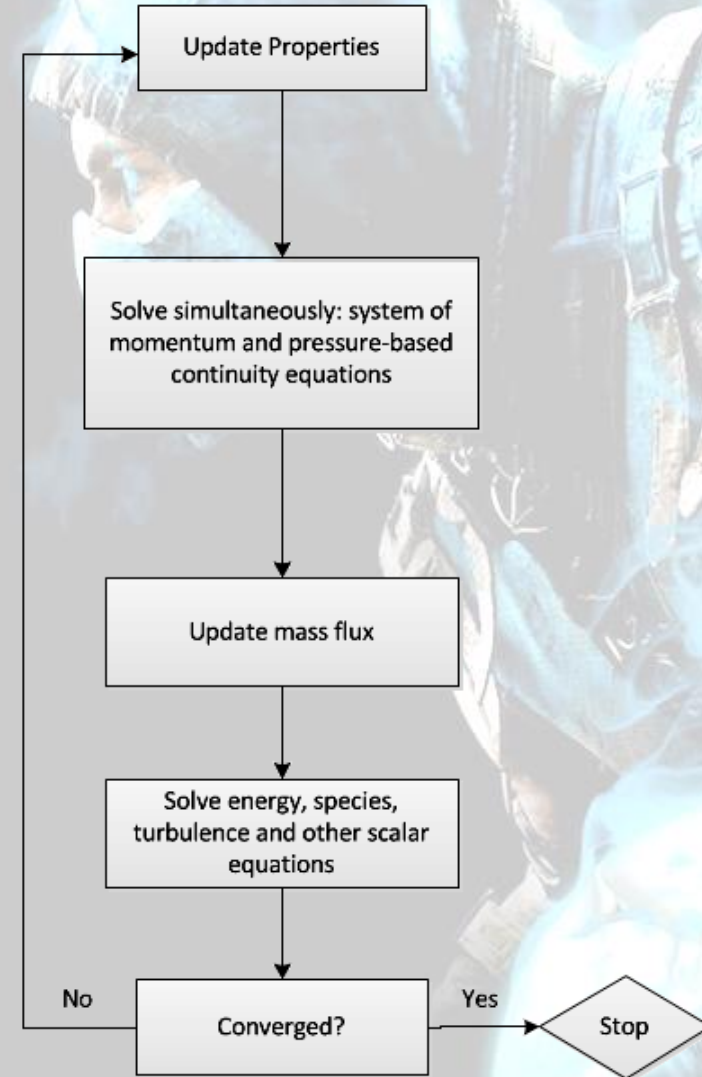 Update Properties
Solve simultaneously: system of
momentum and pressure-based
continuity equations
Update mass flux
Solve energy, species,
turbulence and other scalar
equations
No
Converged?
Yes
Stop